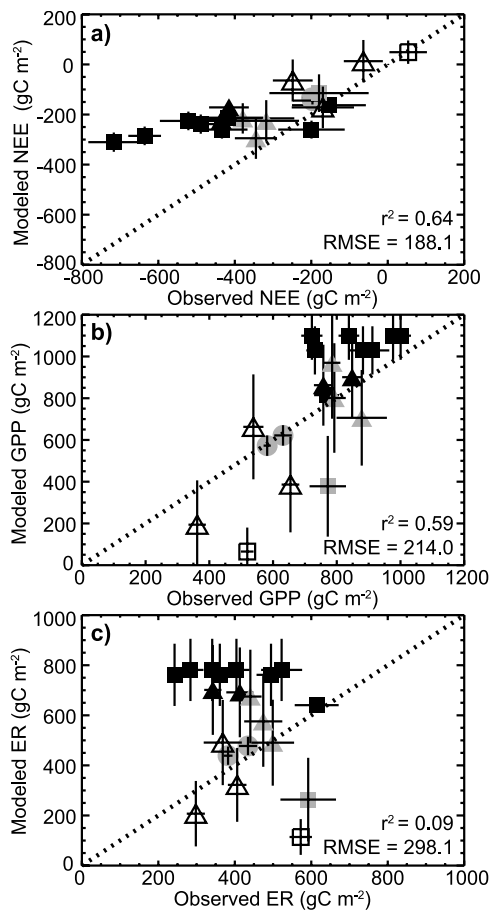 a)
Modeled NEE (gC m-2)
200
0
-200
-400
-600
-800
-800 -600 -400 -200 0 200
r2 = 0.64
RMSE = 188.1
Observed NEE (gC m-2)
b)
Modeled GPP (gC m-2)
1200
1000
800
600
400
200
0
0 200 400 600 800 1000 1200
r2 = 0.59
RMSE = 214.0
Observed GPP (gC m-2)
c)
Modeled ER (gC m-2)
1000
800
600
400
200
0
0 200 400 600 800 1000
r2 = 0.09
RMSE = 298.1
Observed ER (gC m-2)